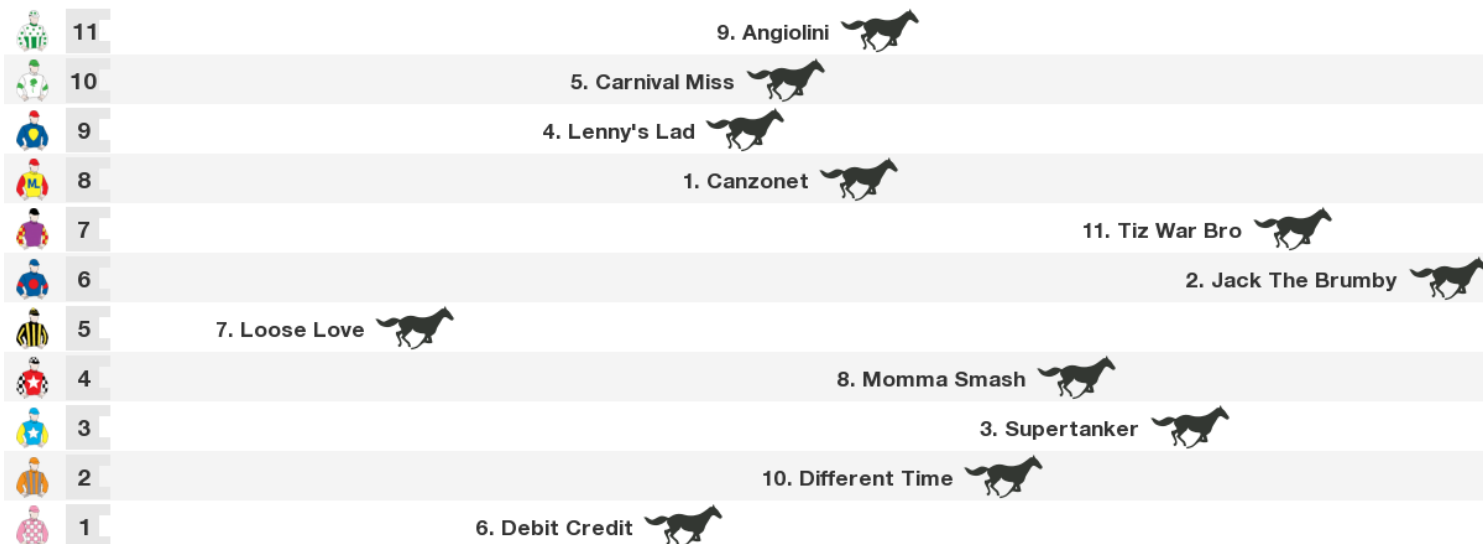 11 9. Angiolini
10 5. Carnival Miss
9 4. Lenny's Lad
8 1. Canzonet
7 11. Tiz War Bro
6 2. Jack The Brumby
5 7. Loose Love
4 8. Momma Smash
3 3. Supertanker
2 10. Different Time
1 6. Debit Credit